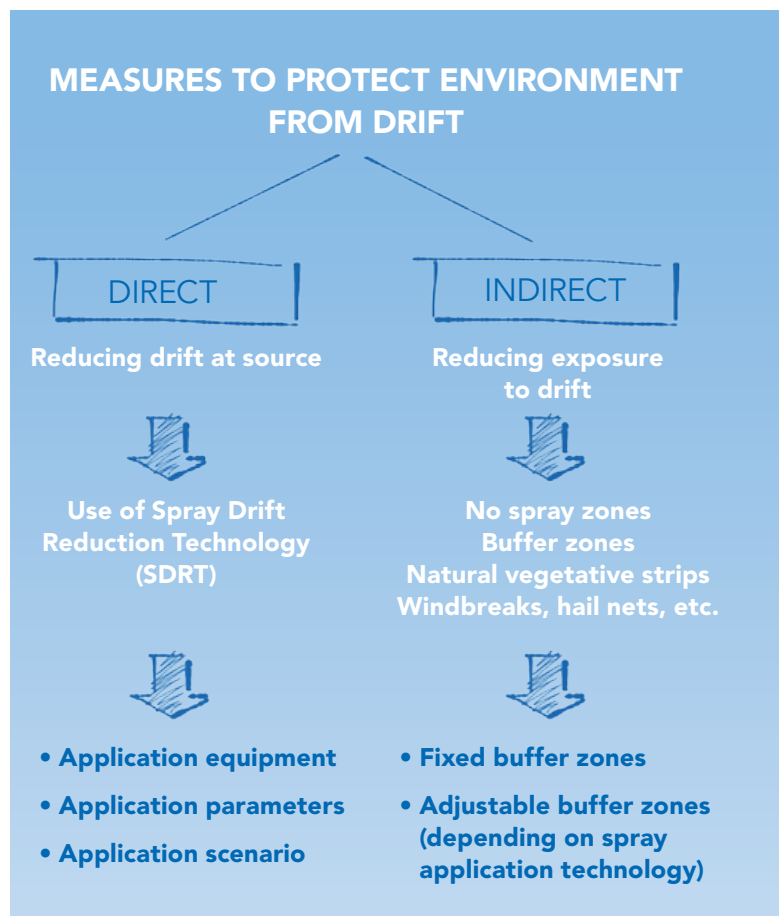 MEASURES TO PROTECT ENVIRONMENT
FROM DRIFT
DIRECT
Reducing drift at source
Use of Spray Drift
Reduction Technology
(SDRT)
• Application equipment
• Application parameters
• Application scenario
INDIRECT
Reducing exposure
to drift
No spray zones
Buffer zones
Natural vegetative strips
Windbreaks, hail nets, etc.
• Fixed buffer zones
• Adjustable buffer zones
(depending on spray
application technology)